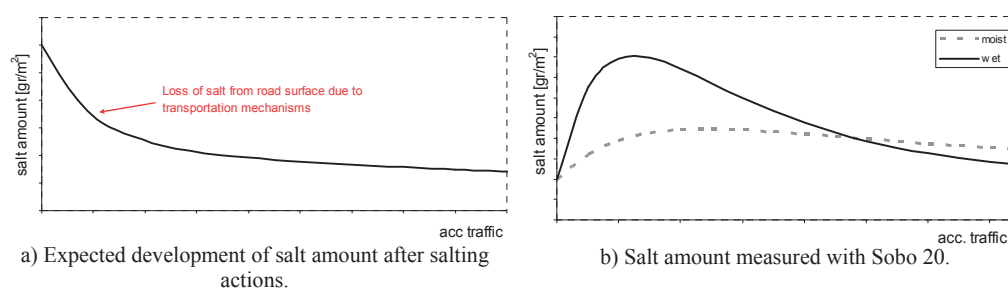 salt amount [gr/m²]
Loss of salt from road surface due to
transportation mechanisms
acc traffic
a) Expected development of salt amount after salting
actions.
salt amount [gr/m²]
moist
wet
acc. traffic
b) Salt amount measured with Sobo 20.